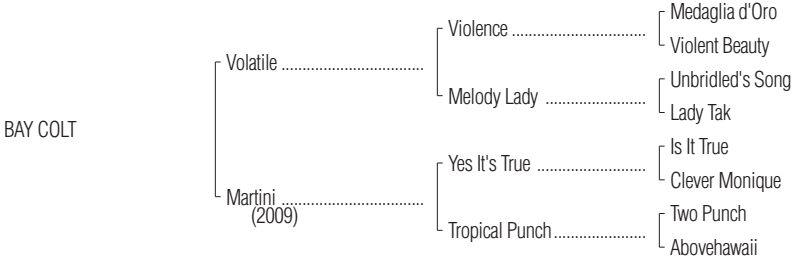 Medaglia d'Oro
Violence ..............................
Violent Beauty
Volatile ................................
Unbridled's Song
Melody Lady ......................
Lady Tak
BAY COLT
Is It True
Yes It's True ........................
Clever Monique
Martini ................................
(2009)
Two Punch
Tropical Punch....................
Abovehawaii